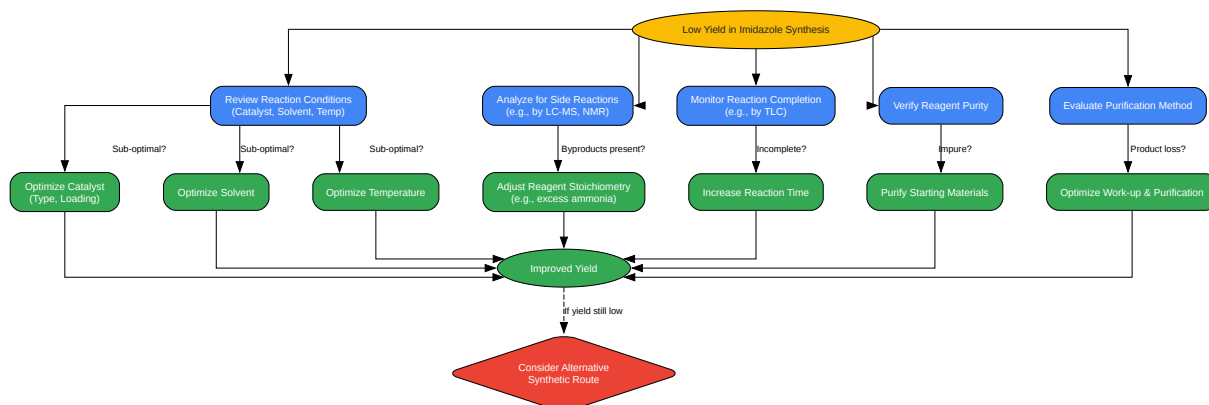 Low Yield in Imidazole Synthesis
Review Reaction Conditions
(Catalyst, Solvent, Temp)
Analyze for Side Reactions
(e.g., by LC-MS, NMR)
Monitor Reaction Completion
(e.g., by TLC)
Verify Reagent Purity
Evaluate Purification Method
Sub-optimal?
Sub-optimal?
Sub-optimal?
Byproducts present?
Incomplete?
Impure?
Product loss?
Optimize Catalyst
(Type, Loading)
Optimize Solvent
Optimize Temperature
Adjust Reagent Stoichiometry
(e.g., excess ammonia)
Increase Reaction Time
Purify Starting Materials
Optimize Work-up & Purification
Improved Yield
If yield still low
Consider Alternative
Synthetic Route